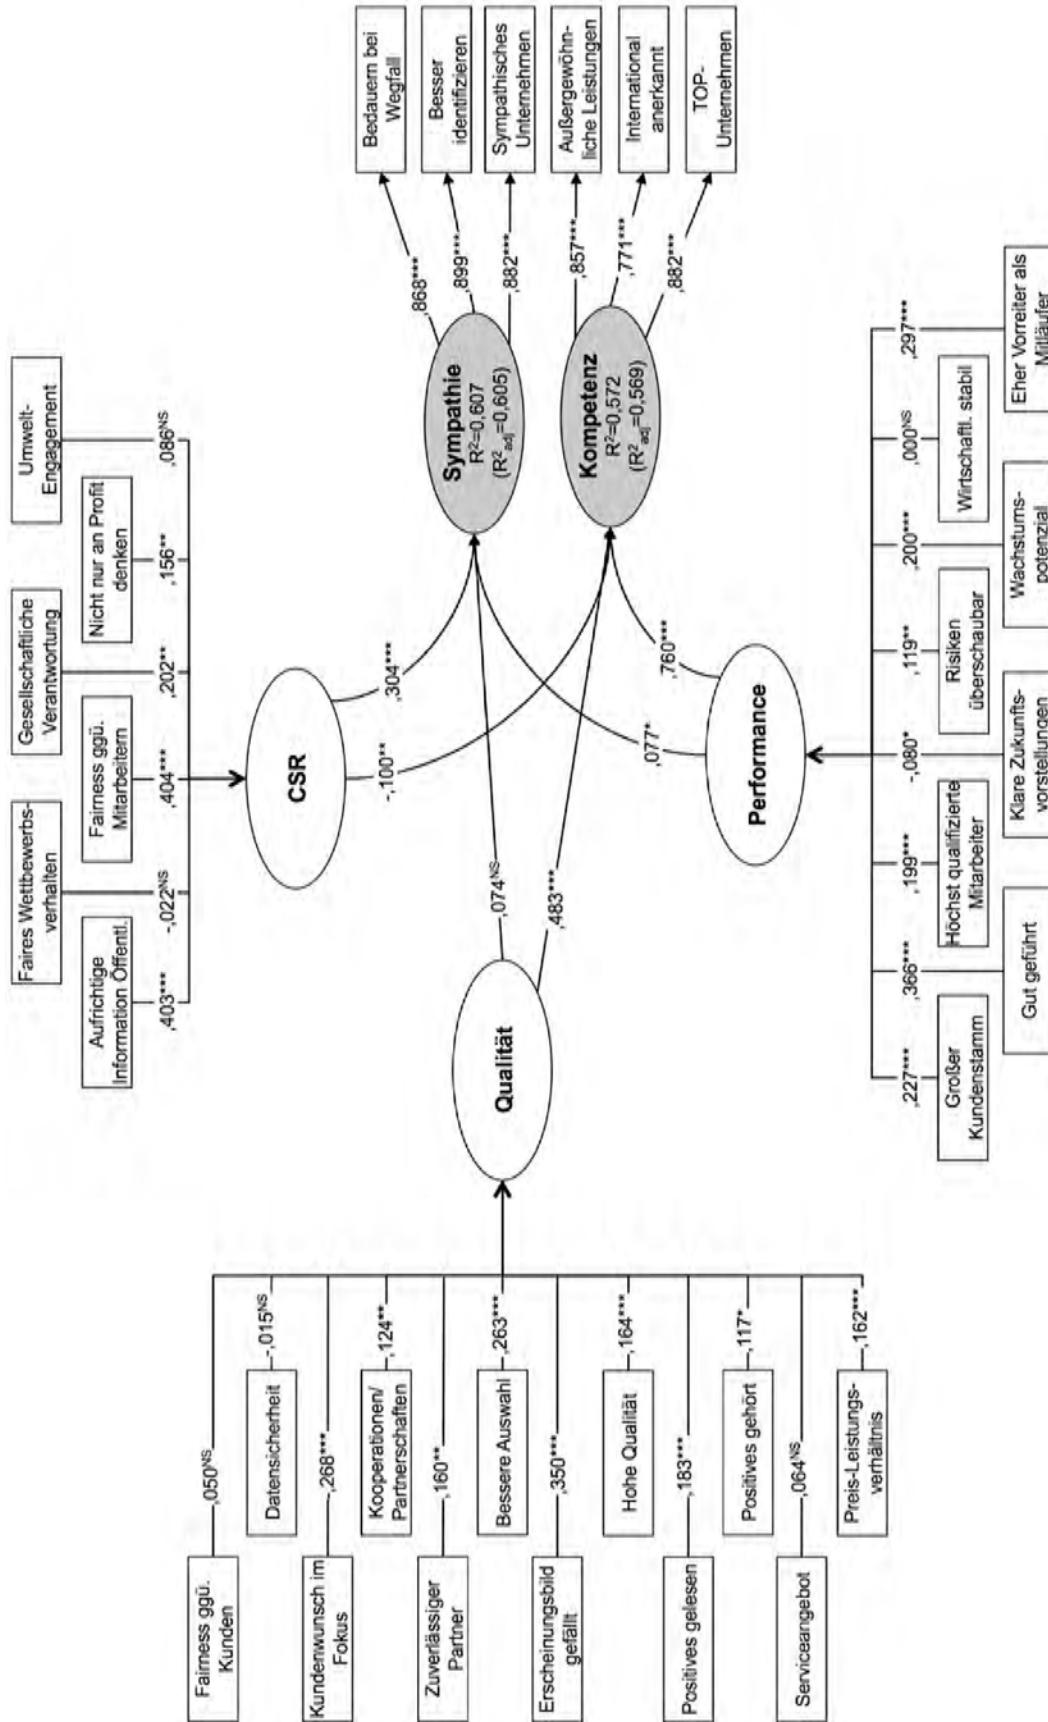 Fairness ggü.
Kunden
,050NS
Datensicherheit
-,015NS
Kundenwunsch im
Fokus
,268***
Kooperationen/
Partnerschaften
,124**
Zuverlässiger
Partner
,160**
Bessere Auswahl
,263***
Erscheinungsbild
gefällt
,350***
Hohe Qualität
,164***
Positives gelesen
,183***
Positives gehört
,117*
Serviceangebot
,064NS
Preis-Leistungs-
verhältnis
,162***
Qualität
Faires Wettbewerbs-
verhalten
Gesellschaftliche
Verantwortung
Umwelt-
Engagement
Aufrichtige
Information Öffentl.
Fairness ggü.
Mitarbeitern
Nicht nur an Profit
denken
,403***
-,022NS
,404***
,202**
,156**
,086NS
CSR
,304***
-,100**
,074NS
,483***
,077*
,760***
Performance
Sympathie
R²=0,607
(R²adj=0,605)
Kompetenz
R²=0,572
(R²adj=0,569)
,868***
,899***
,882***
,857***
,771***
,882***
Bedauern bei
Wegfall
Besser
identifizieren
Sympathisches
Unternehmen
Außergewöhn-
liche Leistungen
International
anerkannt
TOP-
Unternehmen
,227***
,366***
,199***
-,080*
,119**
,200***
,000NS
,297***
Großer
Kundenstamm
Höchst qualifizierte
Mitarbeiter
Risiken
überschaubar
Wirtschaftl. stabil
Gut geführt
Klare Zukunfts-
vorstellungen
Wachstums-
potenzial
Eher Vorreiter als
Mitläufer